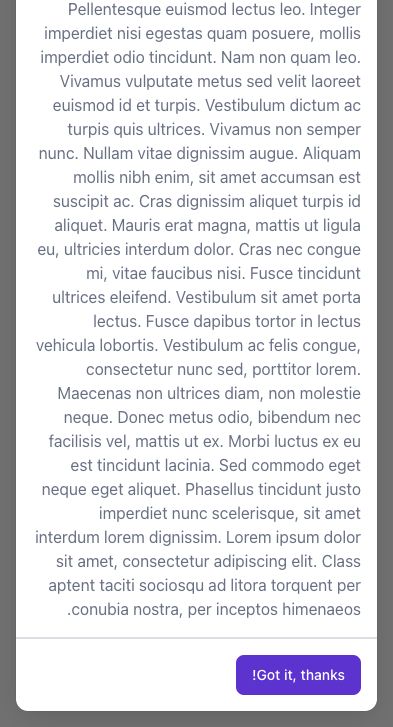 Pellentesque euismod lectus leo. Integer
imperdiet nisi egestas quam posuere, mollis
imperdiet odio tincidunt. Nam non quam leo.
Vivamus vulputate metus sed velit laoreet
euismod id et turpis. Vestibulum dictum ac
turpis quis ultrices. Vivamus non semper
nunc. Nullam vitae dignissim augue. Aliquam
mollis nibh enim, sit amet accumsan est
suscipit ac. Cras dignissim aliquet turpis id
aliquet. Mauris erat magna, mattis ut ligula
eu, ultricies interdum dolor. Cras nec congue
mi, vitae faucibus nisi. Fusce tincidunt
ultrices eleifend. Vestibulum sit amet porta
lectus. Fusce dapibus tortor in lectus
vehicula lobortis. Vestibulum ac felis congue,
consectetur nunc sed, porttitor lorem.
Maecenas non ultrices diam, non molestie
neque. Donec metus odio, bibendum nec
facilisis vel, mattis ut ex. Morbi luctus ex eu
est tincidunt lacinia. Sed commodo eget
neque eget aliquet. Phasellus tincidunt justo
imperdiet nunc scelerisque, sit amet
interdum lorem dignissim. Lorem ipsum dolor
sit amet, consectetur adipiscing elit. Class
aptent taciti sociosqu ad litora torquent per
.conubia nostra, per inceptos himenaeos
!Got it, thanks